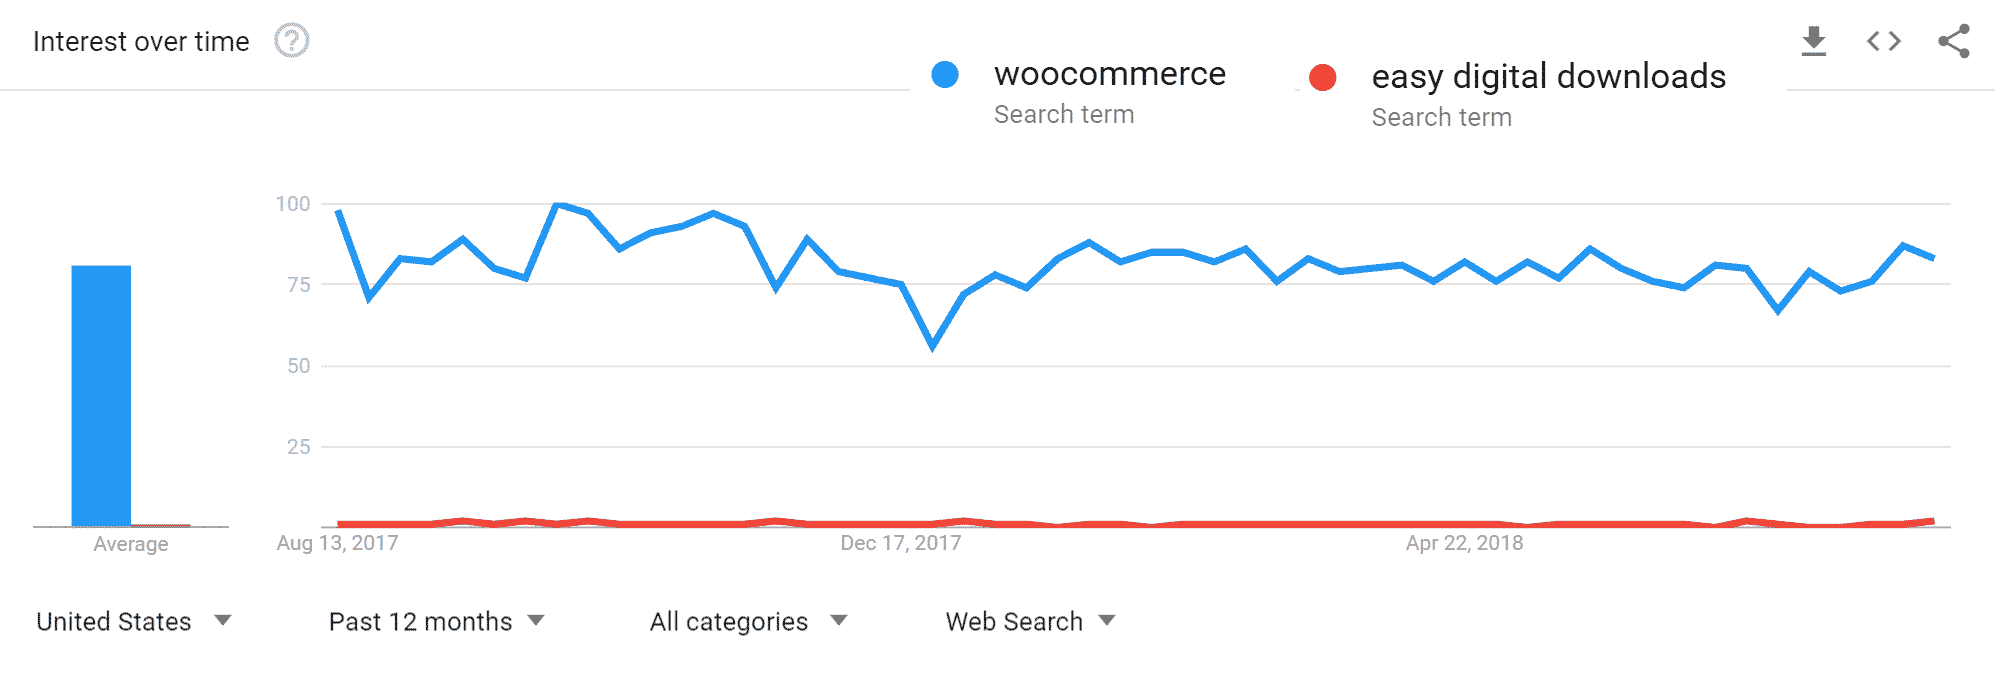 Interest over time ?
woocommerce
Search term
easy digital downloads
Search term
100
75
50
25
Average
Aug 13, 2017
Dec 17, 2017
Apr 22, 2018
United States
Past 12 months
All categories
Web Search